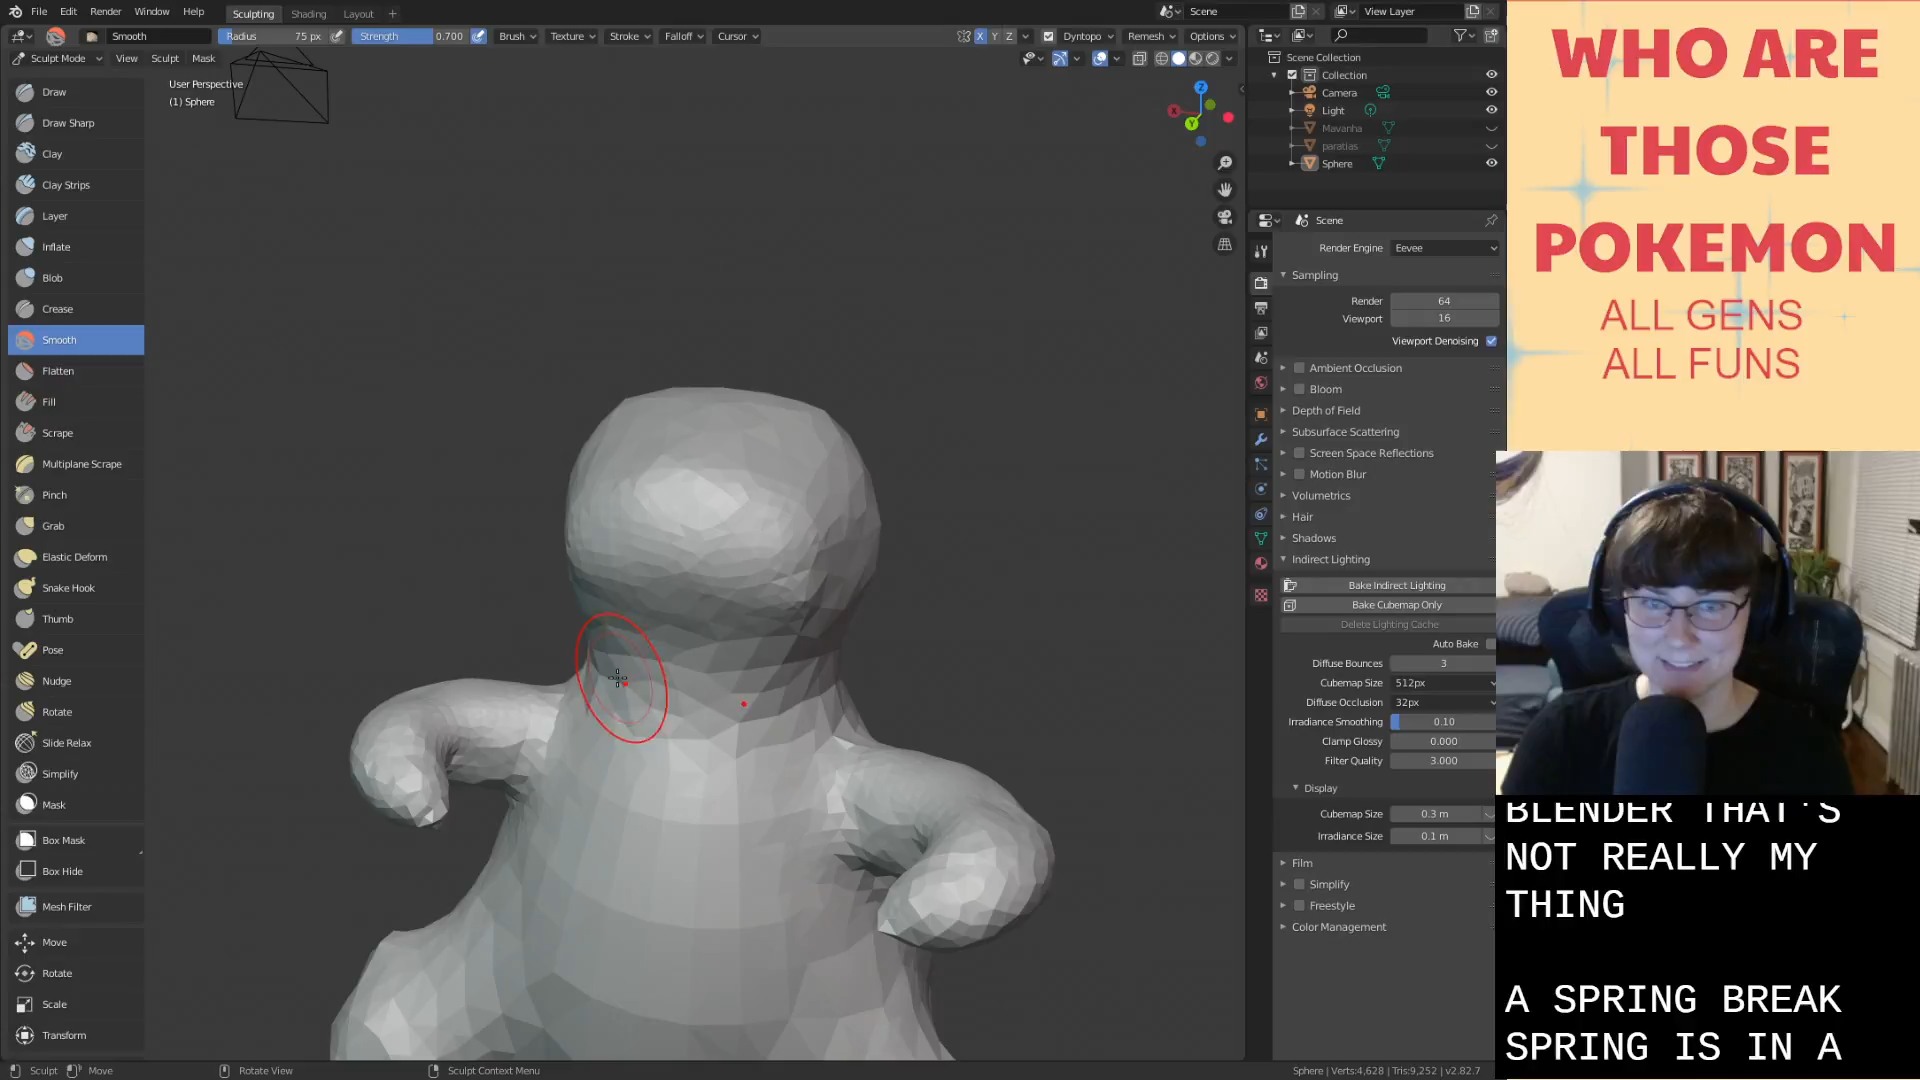 File Edit Render Window Help Sculpting Shading Layout + Scene View Layer
Smooth Radius 75 px Strength 0.700 Brush Texture Stroke Falloff Cursor X Y Z Dyntopo Remesh Options
Sculpt Mode View Sculpt Mask
User Perspective
(1) Sphere
Draw
Draw Sharp
Clay
Clay Strips
Layer
Inflate
Blob
Crease
Smooth
Flatten
Fill
Scrape
Multiplane Scrape
Pinch
Grab
Elastic Deform
Snake Hook
Thumb
Pose
Nudge
Rotate
Slide Relax
Simplify
Mask
Box Mask
Box Hide
Mesh Filter
Move
Rotate
Scale
Transform
Z
X
Y
Scene Collection
Collection
Camera
Light
Mavanha
paratias
Sphere
Scene
Render Engine Eevee
Sampling
Render 64
Viewport 16
Viewport Denoising
Ambient Occlusion
Bloom
Depth of Field
Subsurface Scattering
Screen Space Reflections
Motion Blur
Volumetrics
Hair
Shadows
Indirect Lighting
Bake Indirect Lighting
Bake Cubemap Only
Delete Lighting Cache
Auto Bake
Diffuse Bounces 3
Cubemap Size 512px
Diffuse Occlusion 32px
Irradiance Smoothing 0.10
Clamp Glossy 0.000
Filter Quality 3.000
Display
Cubemap Size 0.3 m
Irradiance Size 0.1 m
Film
Simplify
Freestyle
Color Management
Sculpt Move Rotate View Sculpt Context Menu Sphere | Verts:4,628 | Tris:9,252 | v2.82.7
WHO ARE
THOSE
POKEMON
ALL GENS
ALL FUNS
BLENDER THAT'S
NOT REALLY MY
THING
A SPRING BREAK
SPRING IS IN A